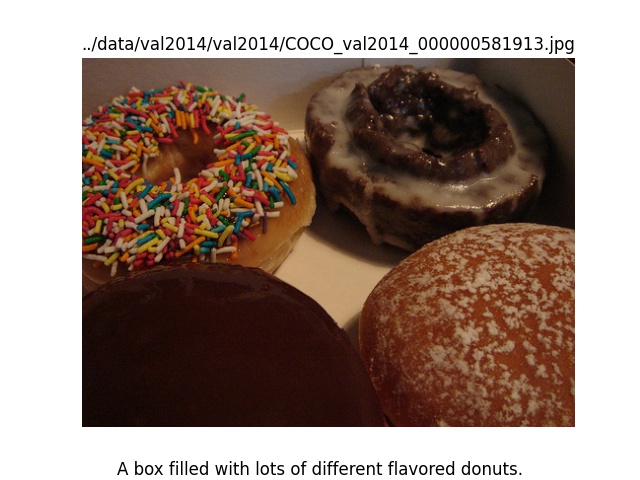 ../data/val2014/val2014/COCO_val2014_000000581913.jpg
A box filled with lots of different flavored donuts.